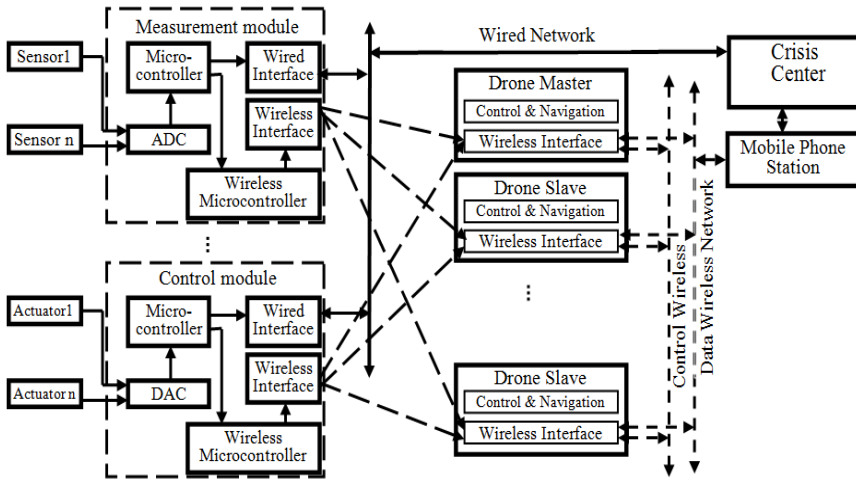 Measurement module
Sensor1
Sensor n
Micro-
controller
ADC
Wired
Interface
Wireless
Interface
Wireless
Microcontroller
...
Control module
Actuator1
Actuator n
Micro-
controller
DAC
Wired
Interface
Wireless
Interface
Wireless
Microcontroller
Wired Network
Drone Master
Control & Navigation
Wireless Interface
Drone Slave
Control & Navigation
Wireless Interface
...
Drone Slave
Control & Navigation
Wireless Interface
Control Wireless
Data Wireless Network
Crisis
Center
Mobile Phone
Station